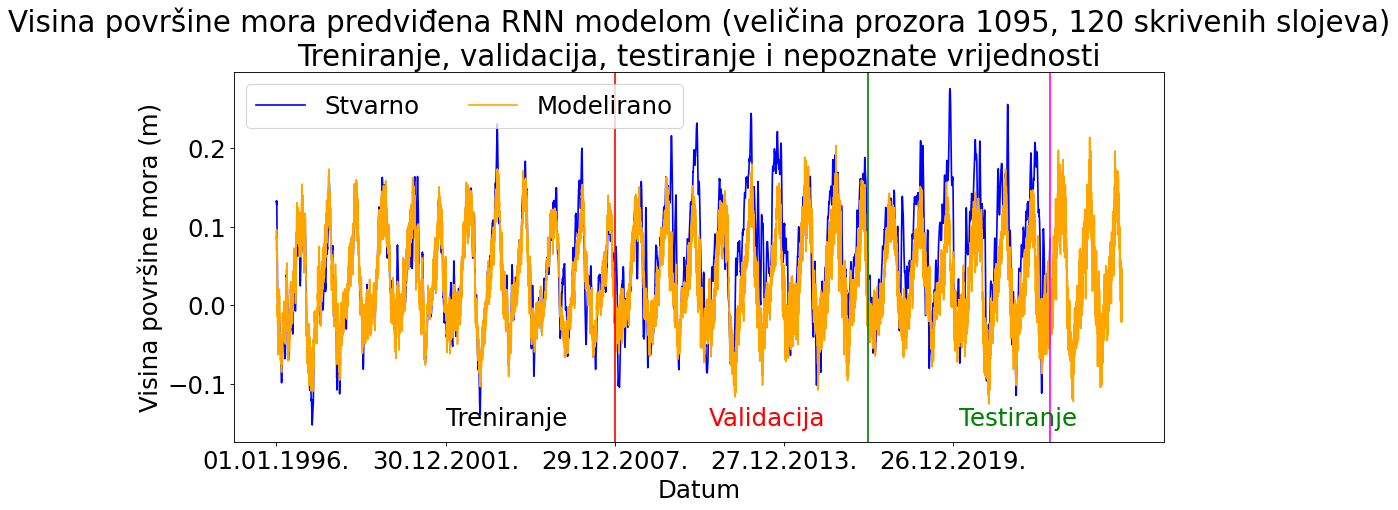 Visina površine mora predviđena RNN modelom (veličina prozora 1095, 120 skrivenih slojeva)
Treniranje, validacija, testiranje i nepoznate vrijednosti
Stvarno Modelirano
Visina površine mora (m)
0.2
0.1
0.0
−0.1
Treniranje Validacija Testiranje
01.01.1996. 30.12.2001. 29.12.2007. 27.12.2013. 26.12.2019.
Datum